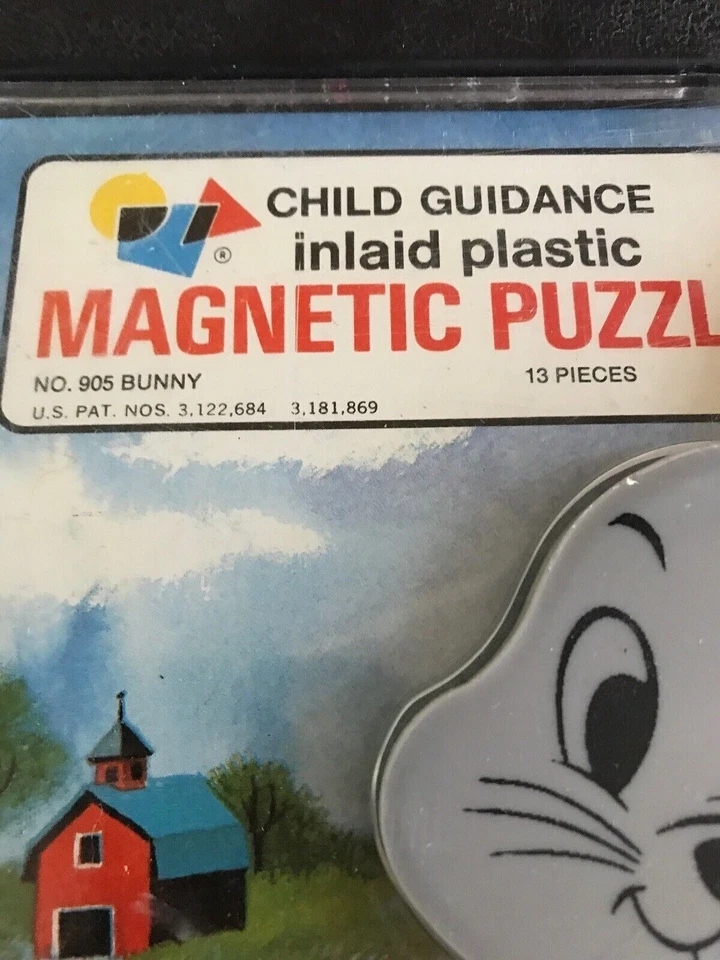 CHILD GUIDANCE
®
inlaid plastic
MAGNETIC PUZZL
NO. 905 BUNNY 13 PIECES
U.S. PAT. NOS. 3,122,684 3,181,869